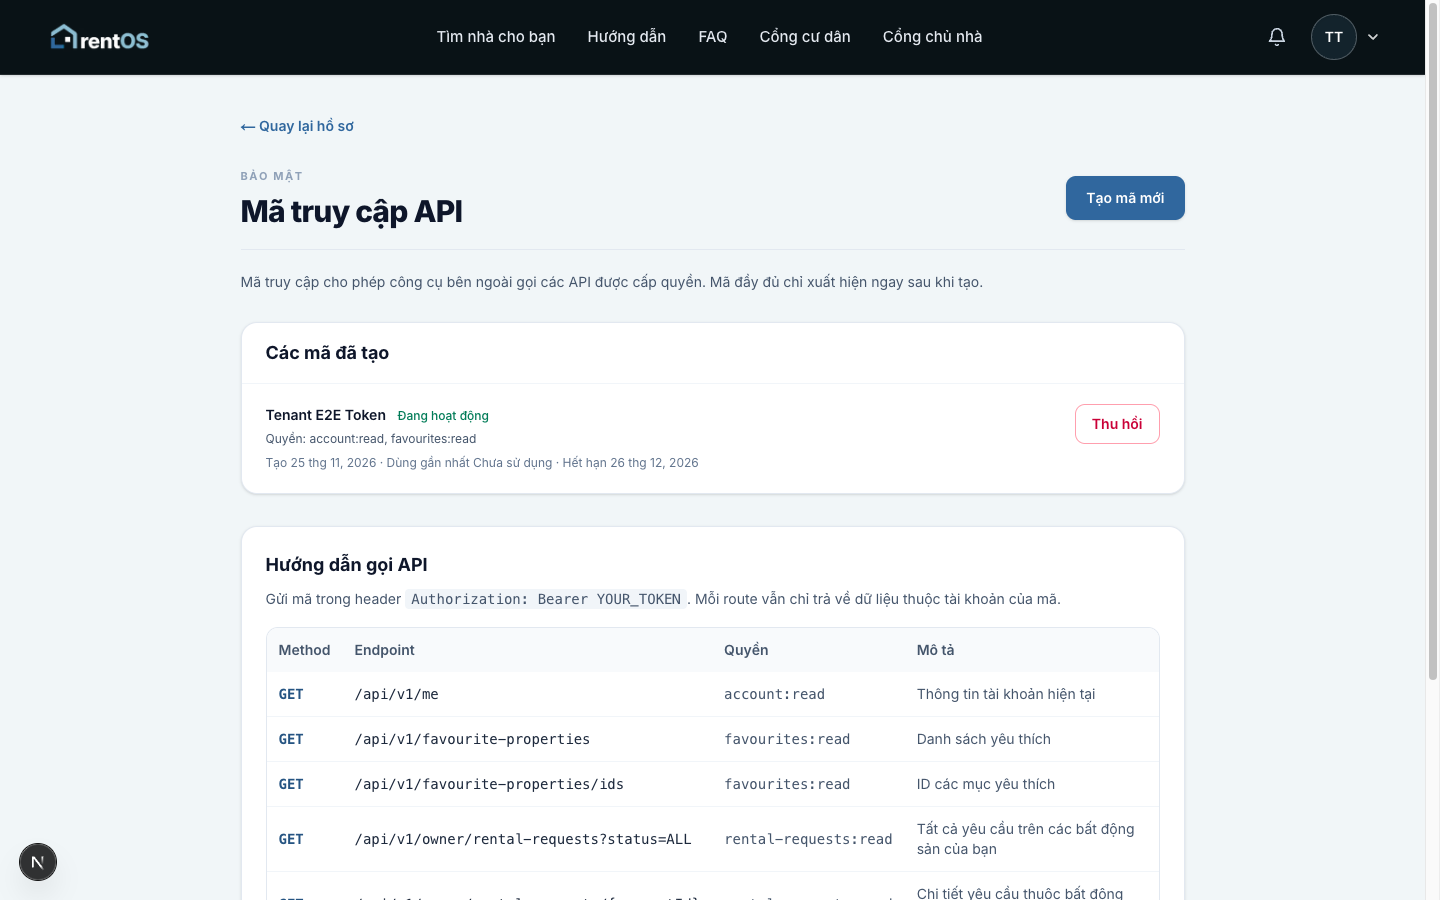 rentOS
Tìm nhà cho bạn
Hướng dẫn
FAQ
Cổng cư dân
Cổng chủ nhà
TT
← Quay lại hồ sơ
BẢO MẬT
Mã truy cập API
Tạo mã mới
Mã truy cập cho phép công cụ bên ngoài gọi các API được cấp quyền. Mã đầy đủ chỉ xuất hiện ngay sau khi tạo.
Các mã đã tạo
Tenant E2E Token Đang hoạt động
Quyền: account:read, favourites:read
Tạo 25 thg 11, 2026 · Dùng gần nhất Chưa sử dụng · Hết hạn 26 thg 12, 2026
Thu hồi
Hướng dẫn gọi API
Gửi mã trong header Authorization: Bearer YOUR_TOKEN . Mỗi route vẫn chỉ trả về dữ liệu thuộc tài khoản của mã.
Method Endpoint Quyền Mô tả
GET /api/v1/me account:read Thông tin tài khoản hiện tại
GET /api/v1/favourite-properties favourites:read Danh sách yêu thích
GET /api/v1/favourite-properties/ids favourites:read ID các mục yêu thích
GET /api/v1/owner/rental-requests?status=ALL rental-requests:read Tất cả yêu cầu trên các bất động
sản của bạn
Chi tiết yêu cầu thuộc bất động
N